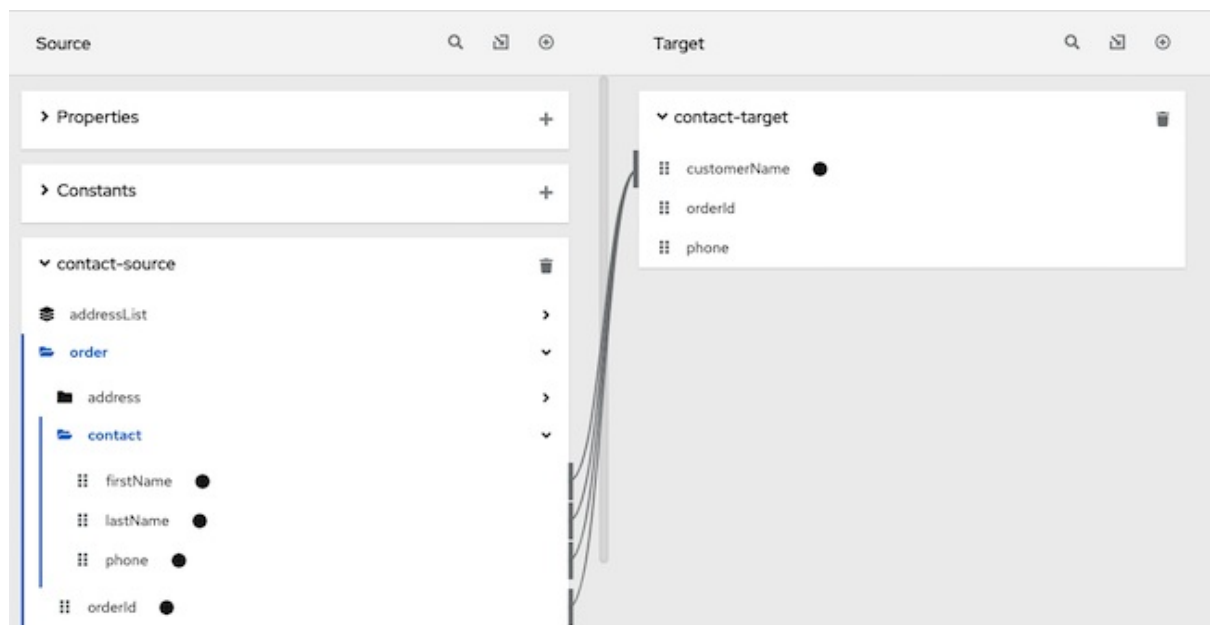 Source
Properties
Constants
contact-source
addressList
order
address
contact
firstName
lastName
phone
orderId
Target
contact-target
customerName
orderId
phone